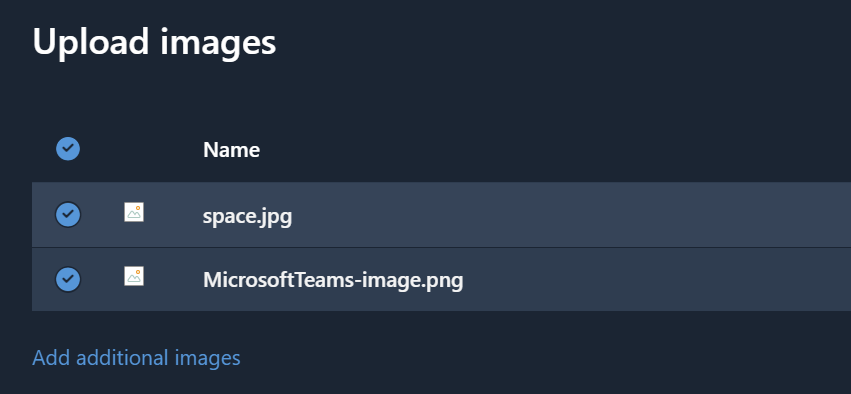 Upload images
Name
space.jpg
MicrosoftTeams-image.png
Add additional images